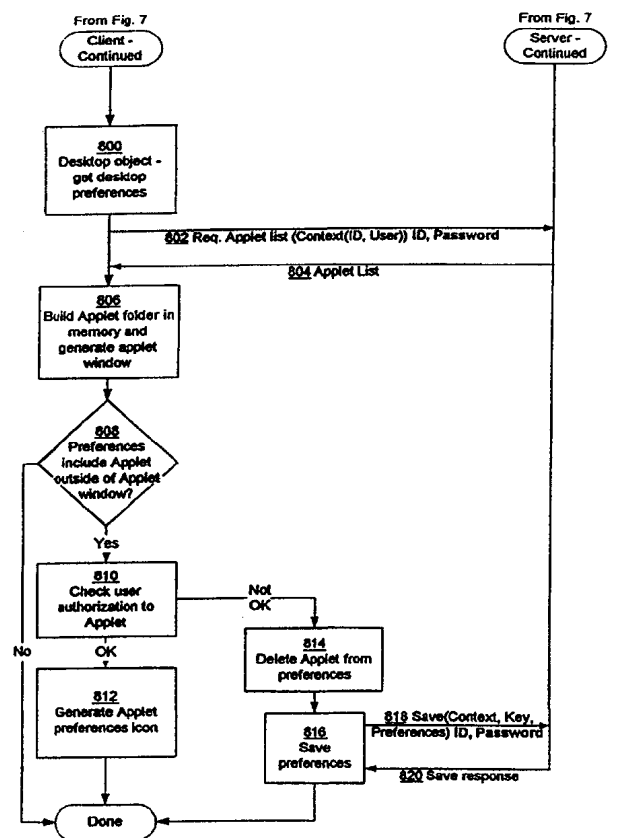 From Fig. 7
Client -
Continued
From Fig. 7
Server -
Continued
800
Desktop object -
get desktop
preferences
802 Req. Applet list (Context(ID, User)) ID, Password
804 Applet List
806
Build Applet folder in
memory and
generate applet
window
808
Preferences
include Applet
outside of Applet
window?
Yes
810
Check user
authorization to
Applet
Not
OK
No
OK
814
Delete Applet from
preferences
812
Generate Applet
preferences icon
818 Save(Context, Key,
Preferences) ID, Password
816
Save
preferences
820 Save response
Done